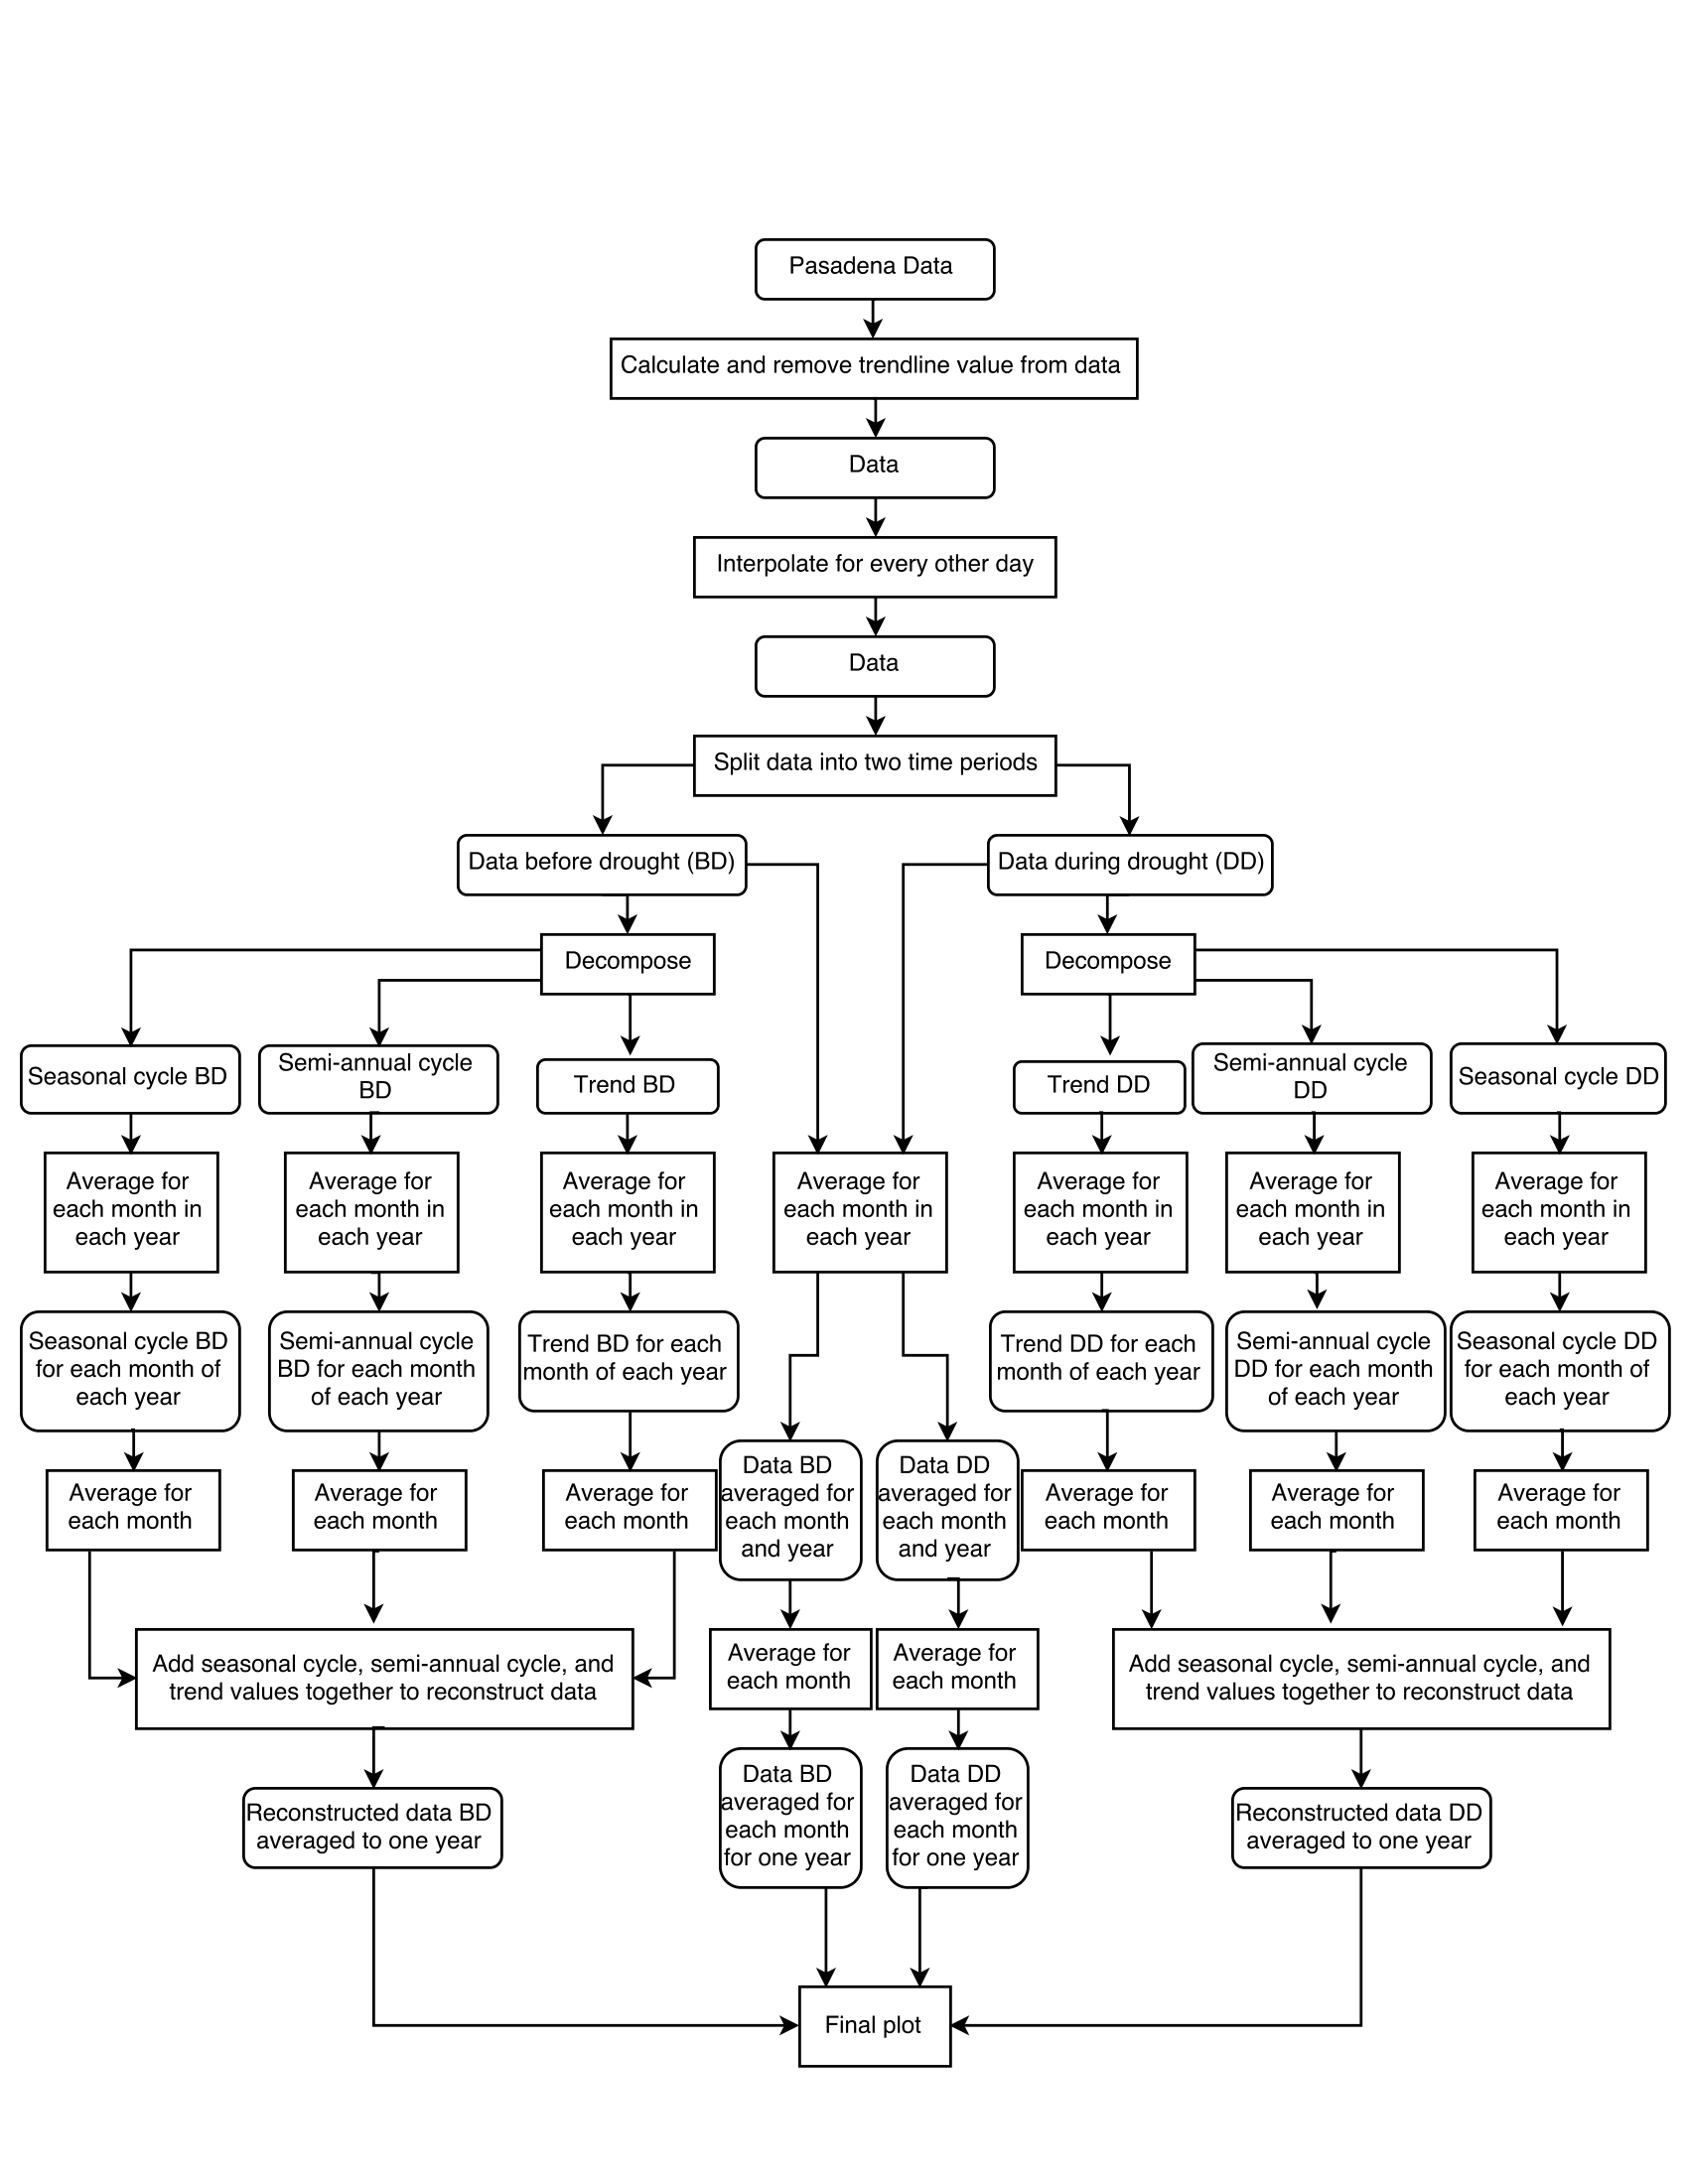 Pasadena Data
Calculate and remove trendline value from data
Data
Interpolate for every other day
Data
Split data into two time periods
Data before drought (BD)
Data during drought (DD)
Decompose
Decompose
Seasonal cycle BD
Semi-annual cycle
BD
Trend BD
Trend DD
Semi-annual cycle
DD
Seasonal cycle DD
Average for
each month in
each year
Average for
each month in
each year
Average for
each month in
each year
Average for
each month in
each year
Average for
each month in
each year
Average for
each month in
each year
Average for
each month in
each year
Seasonal cycle BD
for each month of
each year
Semi-annual cycle
BD for each month
of each year
Trend BD for each
month of each year
Trend DD for each
month of each year
Semi-annual cycle
DD for each month
of each year
Seasonal cycle DD
for each month of
each year
Average for
each month
Average for
each month
Average for
each month
Data BD
averaged for
each month
and year
Data DD
averaged for
each month
and year
Average for
each month
Average for
each month
Average for
each month
Add seasonal cycle, semi-annual cycle, and
trend values together to reconstruct data
Average for
each month
Average for
each month
Add seasonal cycle, semi-annual cycle, and
trend values together to reconstruct data
Reconstructed data BD
averaged to one year
Data BD
averaged for
each month
for one year
Data DD
averaged for
each month
for one year
Reconstructed data DD
averaged to one year
Final plot